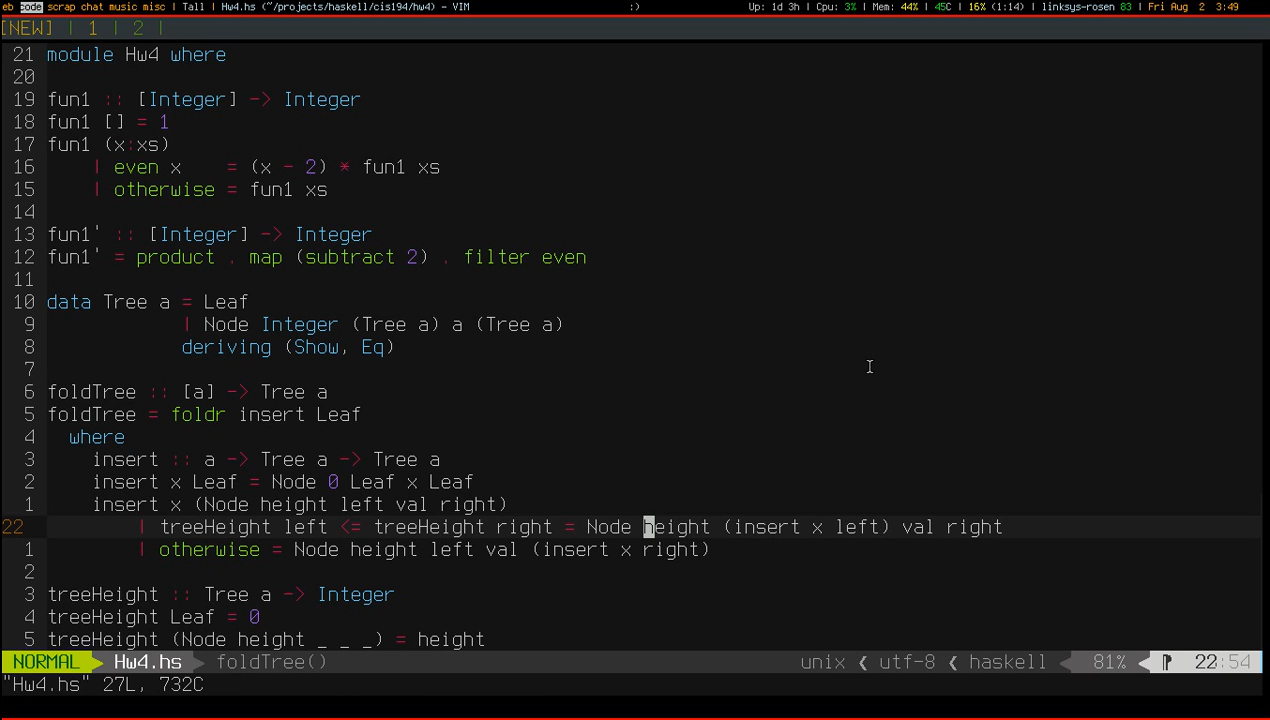 eb code scrap chat music misc | Tall | Hw4.hs (~/projects/haskell/cis194/hw4) - VIM :) Up: 1d 3h | Cpu: 3% | Mem: 44% | 45C | 16% (1:14) | linksys-rosen 83 | Fri Aug 2 3:49
[NEW] | 1 | 2 |
21 module Hw4 where
20
19 fun1 :: [Integer] -> Integer
18 fun1 [] = 1
17 fun1 (x:xs)
16     | even x    = (x - 2) * fun1 xs
15     | otherwise = fun1 xs
14
13 fun1' :: [Integer] -> Integer
12 fun1' = product . map (subtract 2) . filter even
11
10 data Tree a = Leaf
9             | Node Integer (Tree a) a (Tree a)
8             deriving (Show, Eq)
7
6 foldTree :: [a] -> Tree a
5 foldTree = foldr insert Leaf
4   where
3     insert :: a -> Tree a -> Tree a
2     insert x Leaf = Node 0 Leaf x Leaf
1     insert x (Node height left val right)
22         | treeHeight left <= treeHeight right = Node height (insert x left) val right
1         | otherwise = Node height left val (insert x right)
2
3 treeHeight :: Tree a -> Integer
4 treeHeight Leaf = 0
5 treeHeight (Node height _ _ _) = height
NORMAL Hw4.hs foldTree() unix utf-8 haskell 81% 22:54
"Hw4.hs" 27L, 732C